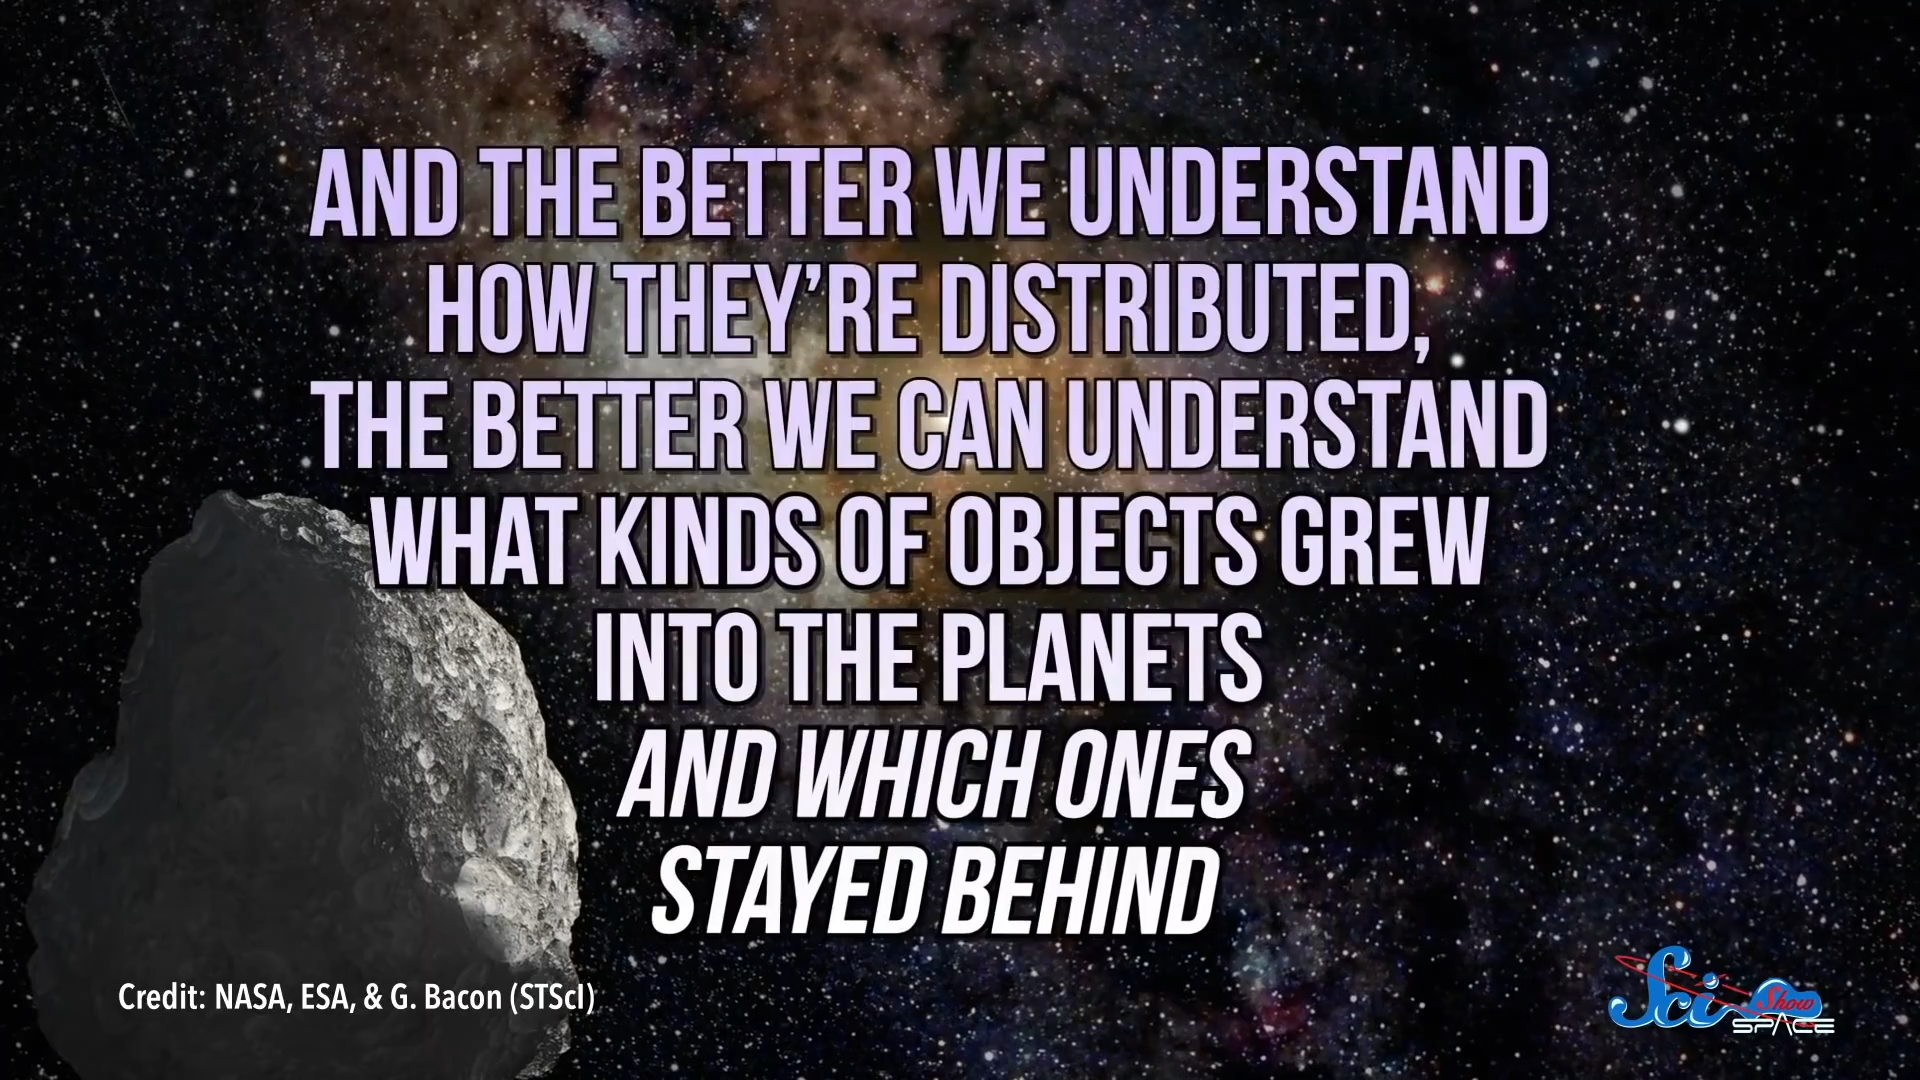 AND THE BETTER WE UNDERSTAND
HOW THEY’RE DISTRIBUTED,
THE BETTER WE CAN UNDERSTAND
WHAT KINDS OF OBJECTS GREW
INTO THE PLANETS
AND WHICH ONES
STAYED BEHIND
Credit: NASA, ESA, & G. Bacon (STScI)
Sci Show
SPACE